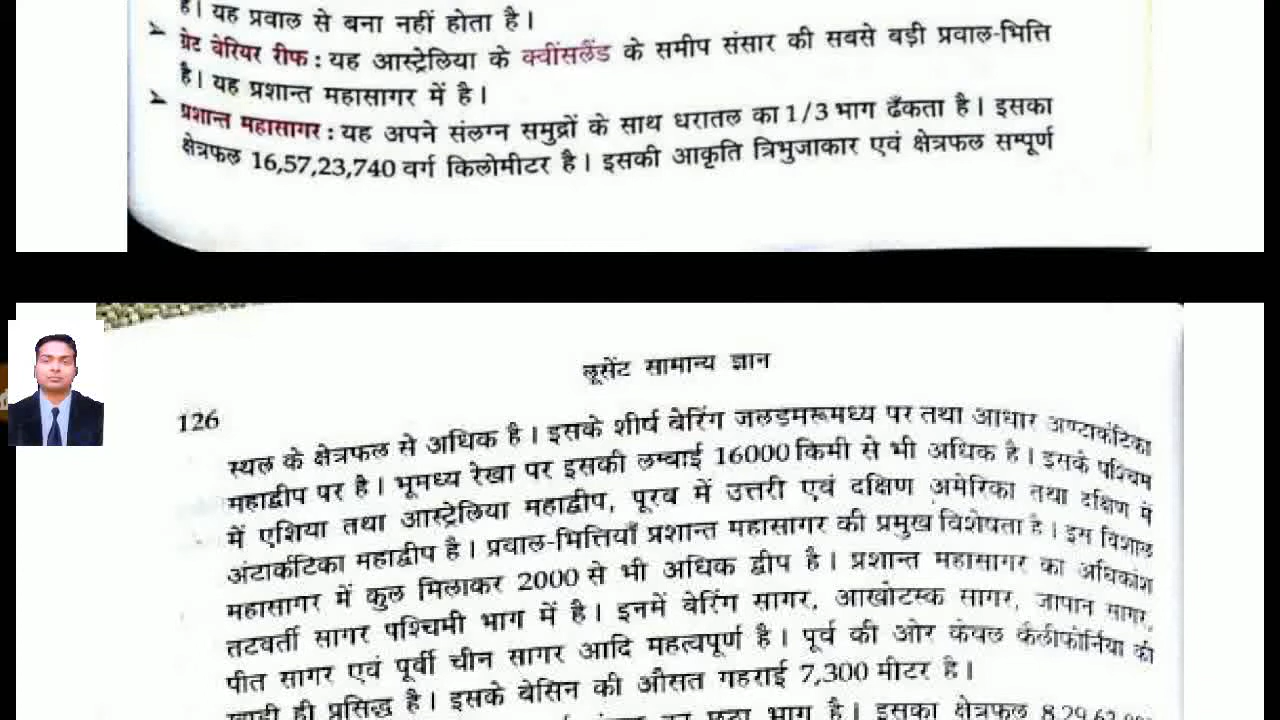 है। यह प्रवाल से बना नहीं होता है।
➤ ग्रेट बेरियर रीफ : यह आस्ट्रेलिया के क्वींसलैंड के समीप संसार की सबसे बड़ी प्रवाल-भित्ति
है। यह प्रशान्त महासागर में है।
➤ प्रशान्त महासागर : यह अपने संलग्न समुद्रों के साथ धरातल का 1/3 भाग ढँकता है। इसका
क्षेत्रफल 16,57,23,740 वर्ग किलोमीटर है। इसकी आकृति त्रिभुजाकार एवं क्षेत्रफल सम्पूर्ण
लूसेंट सामान्य ज्ञान
126
स्थल के क्षेत्रफल से अधिक है। इसके शीर्ष बेरिंग जलडमरूमध्य पर तथा आधार अण्टार्कटिका
महाद्वीप पर है। भूमध्य रेखा पर इसकी लम्बाई 16000 किमी से भी अधिक है। इसके पश्चिम
में एशिया तथा आस्ट्रेलिया महाद्वीप, पूरब में उत्तरी एवं दक्षिण अमेरिका तथा दक्षिण में
अंटार्कटिका महाद्वीप है। प्रवाल-भित्तियाँ प्रशान्त महासागर की प्रमुख विशेषता है। इस विशाल
महासागर में कुल मिलाकर 2000 से भी अधिक द्वीप है। प्रशान्त महासागर का अधिकांश
तटवर्ती सागर पश्चिमी भाग में है। इनमें बेरिंग सागर, आखोटस्क सागर, जापान सागर,
पीत सागर एवं पूर्वी चीन सागर आदि महत्वपूर्ण है। पूर्व की ओर केवल कैलीफोर्निया की
खाड़ी ही प्रसिद्ध है। इसके बेसिन की औसत गहराई 7,300 मीटर है।
छठा भाग है। इसका क्षेत्रफल